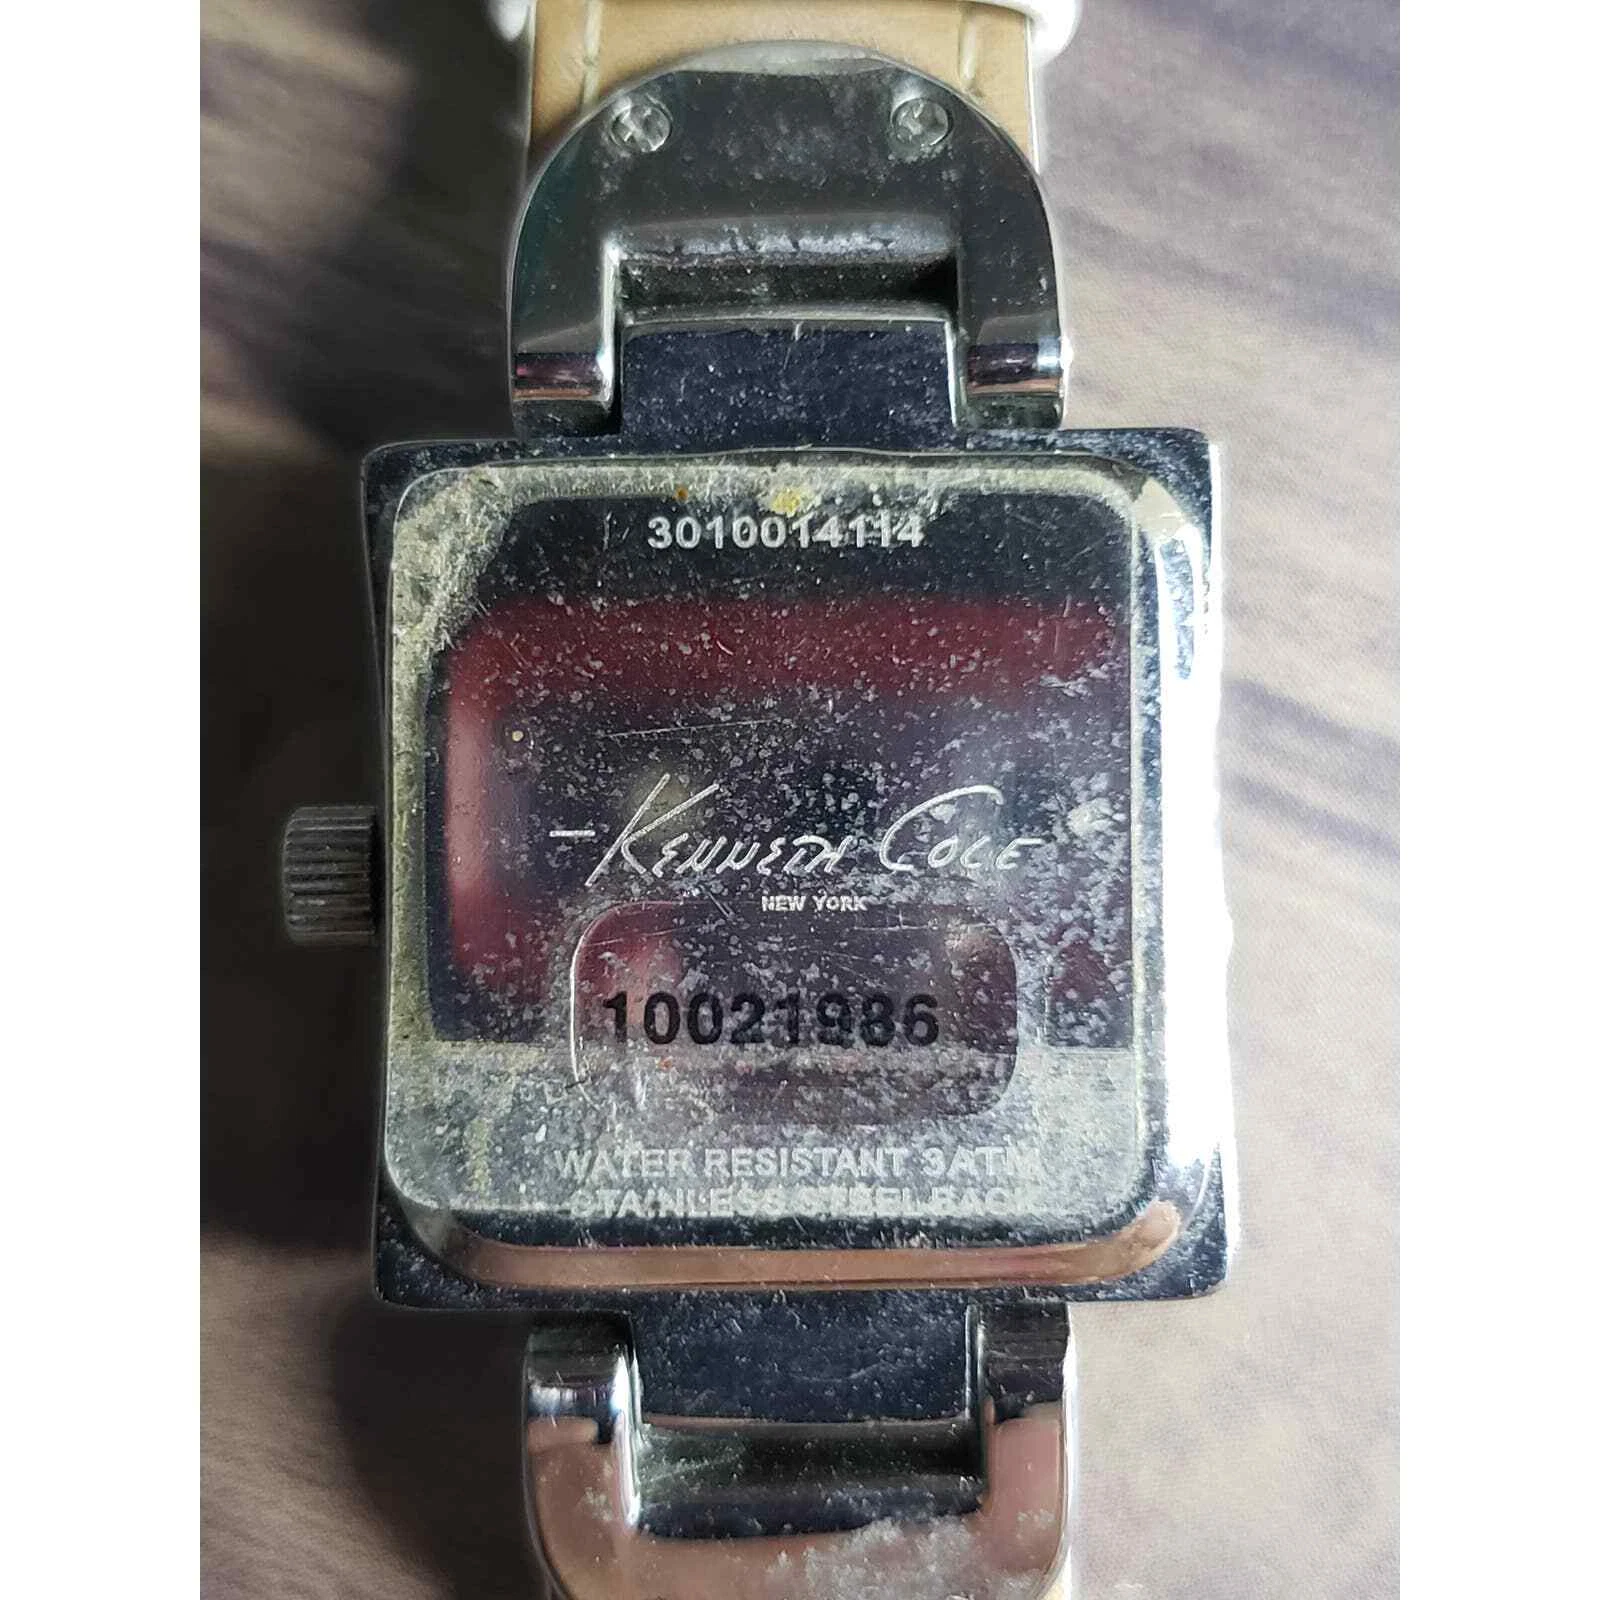 3010014114
KENNETH COLE
NEW YORK
10021986
WATER RESISTANT 3ATM
STAINLESS STEEL BACK